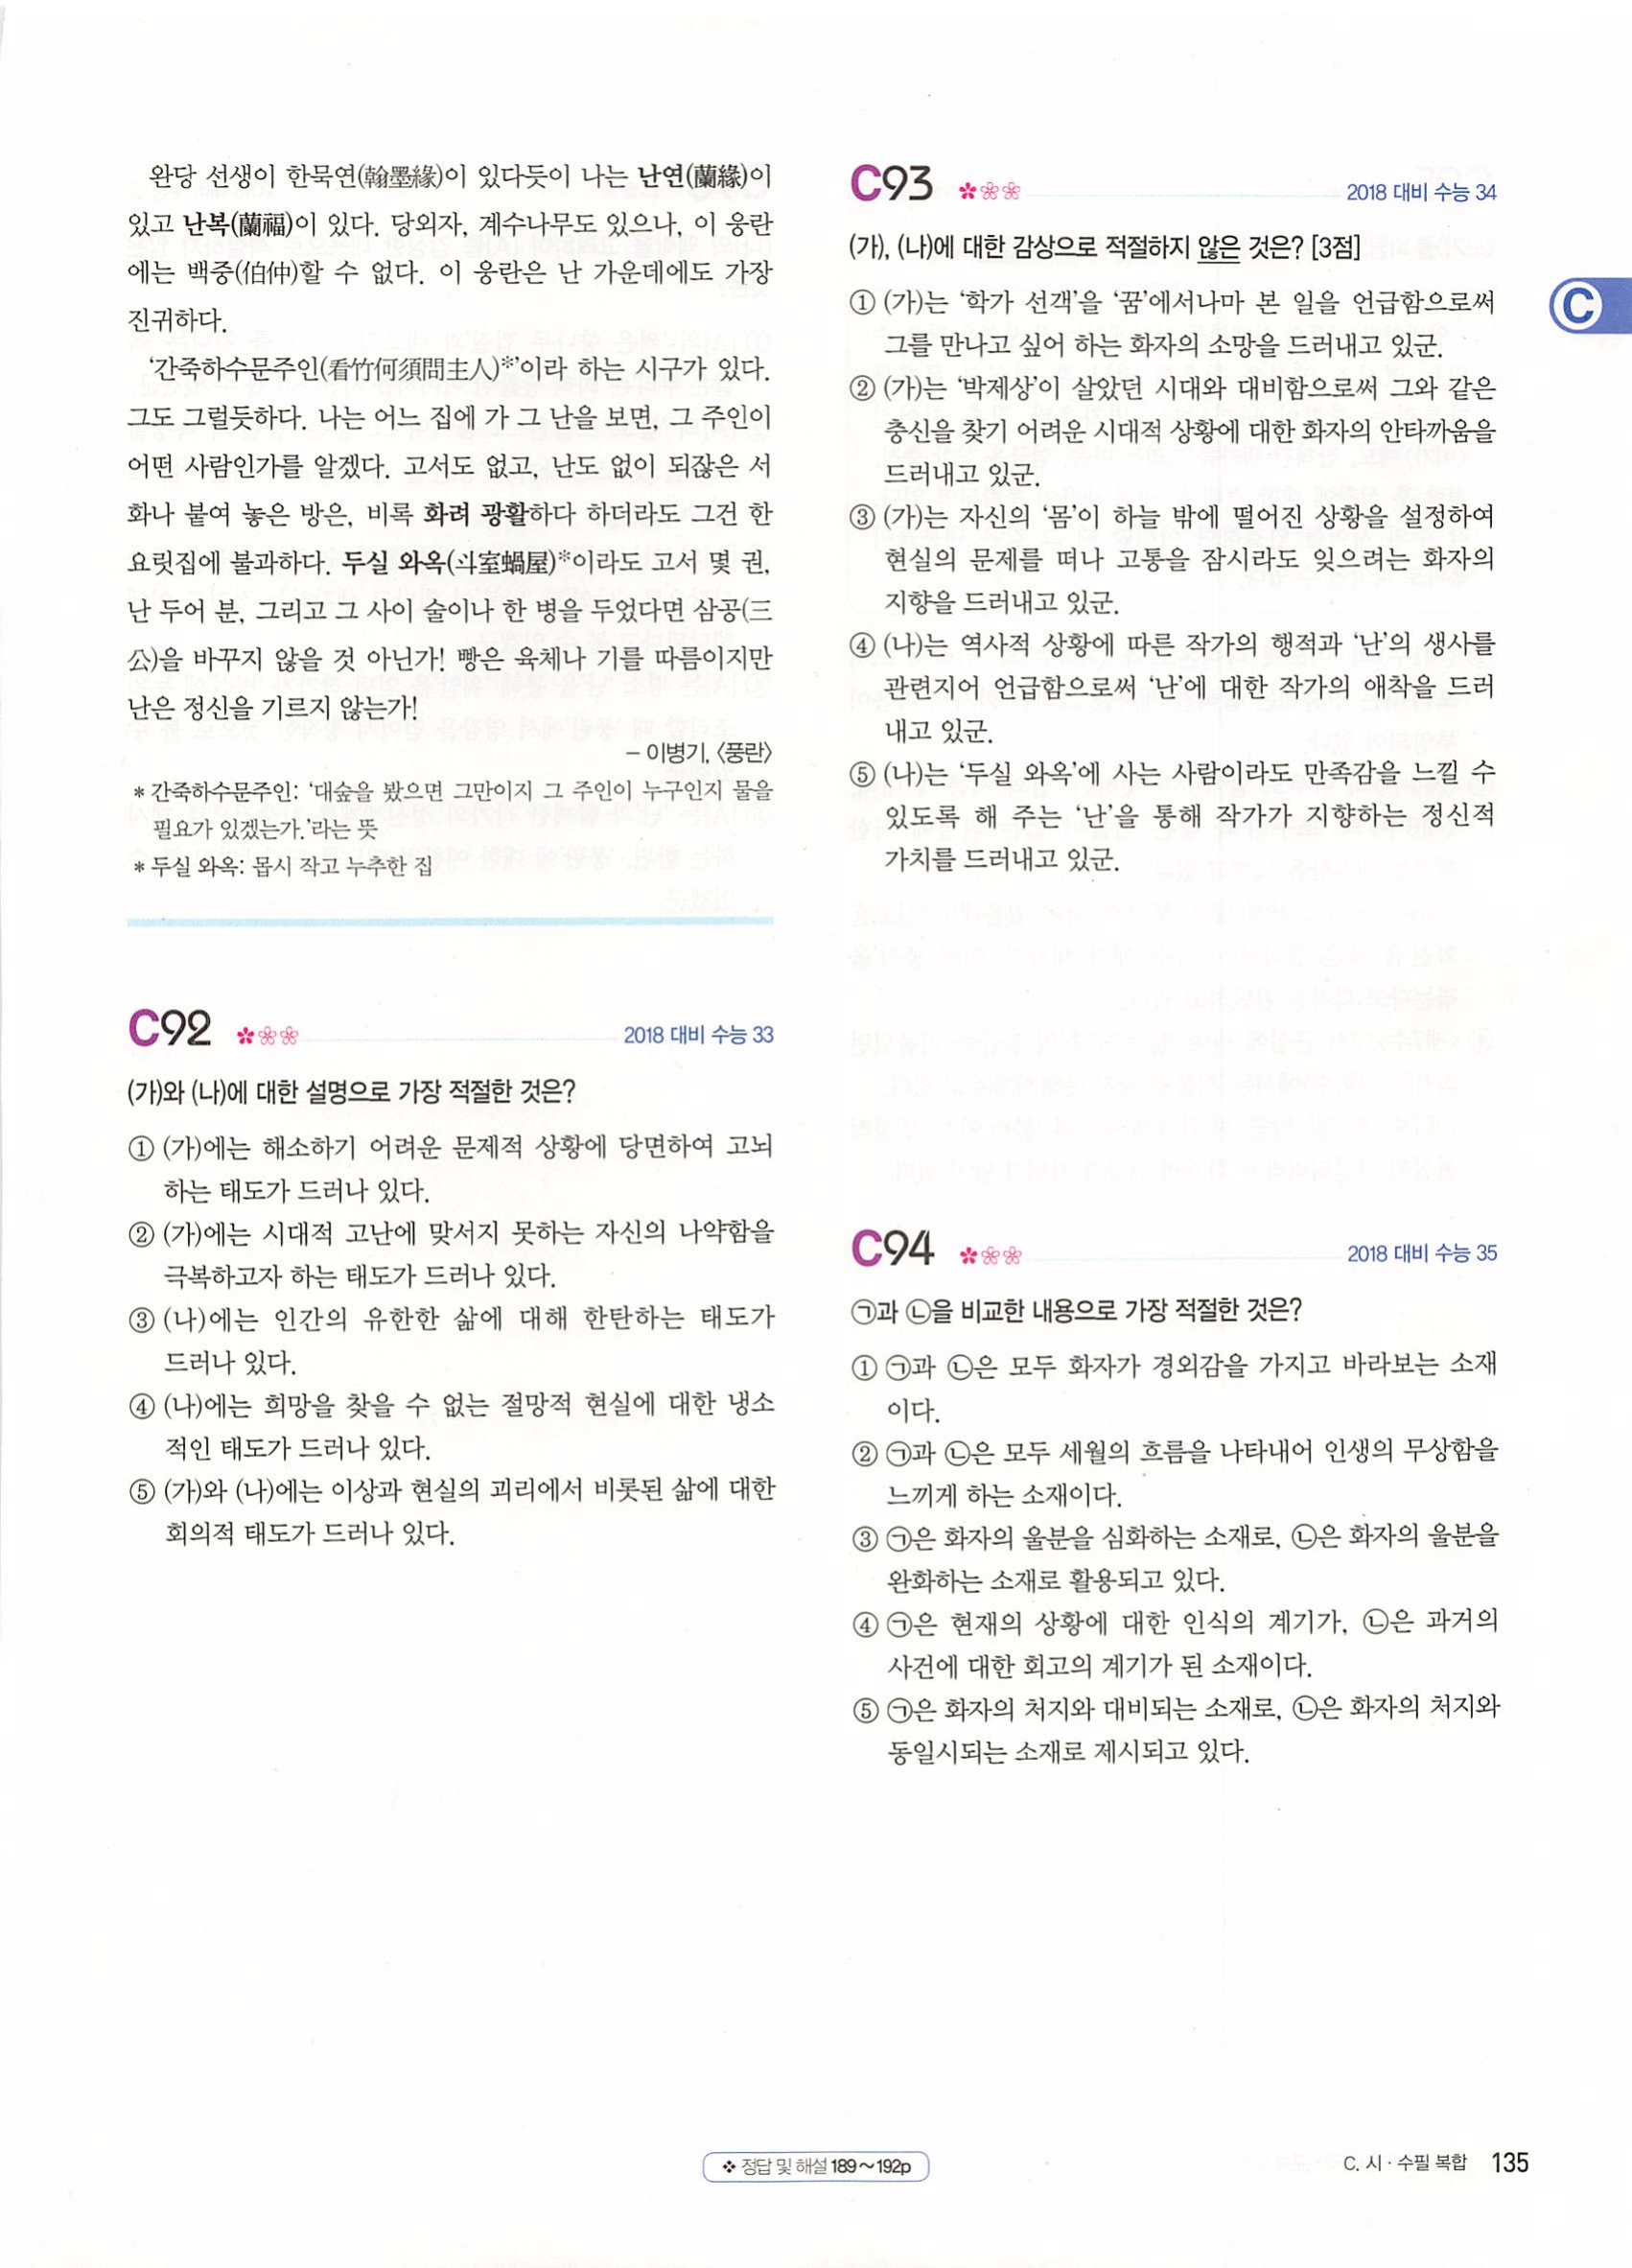 완당 선생이 한묵연(翰墨緣)이 있다듯이 나는 난연(蘭緣)이
있고 난복(蘭福)이 있다. 당외자, 계수나무도 있으나, 이 웅란
에는 백중(伯仲)할 수 없다. 이 웅란은 난 가운데에도 가장
진귀하다.
‘간죽하수문주인(看竹何須問主人)*’이라 하는 시구가 있다.
그도 그럴듯하다. 나는 어느 집에 가 그 난을 보면, 그 주인이
어떤 사람인가를 알겠다. 고서도 없고, 난도 없이 되잖은 서
화나 붙여 놓은 방은, 비록 화려 광활하다 하더라도 그건 한
요릿집에 불과하다. 두실 와옥(斗室蝸屋)*이라도 고서 몇 권,
난 두어 분, 그리고 그 사이 술이나 한 병을 두었다면 삼공(三
公)을 바꾸지 않을 것 아닌가! 빵은 육체나 기를 따름이지만
난은 정신을 기르지 않는가!
– 이병기, 〈풍란〉
* 간죽하수문주인: ‘대숲을 봤으면 그만이지 그 주인이 누구인지 물을
필요가 있겠는가.’라는 뜻
* 두실 와옥: 몹시 작고 누추한 집
C92
2018 대비 수능 33
(가)와 (나)에 대한 설명으로 가장 적절한 것은?
① (가)에는 해소하기 어려운 문제적 상황에 당면하여 고뇌
하는 태도가 드러나 있다.
② (가)에는 시대적 고난에 맞서지 못하는 자신의 나약함을
극복하고자 하는 태도가 드러나 있다.
③ (나)에는 인간의 유한한 삶에 대해 한탄하는 태도가
드러나 있다.
④ (나)에는 희망을 찾을 수 없는 절망적 현실에 대한 냉소
적인 태도가 드러나 있다.
⑤ (가)와 (나)에는 이상과 현실의 괴리에서 비롯된 삶에 대한
회의적 태도가 드러나 있다.
C93
2018 대비 수능 34
(가), (나)에 대한 감상으로 적절하지 않은 것은? [3점]
① (가)는 ‘학가 선객’을 ‘꿈’에서나마 본 일을 언급함으로써
그를 만나고 싶어 하는 화자의 소망을 드러내고 있군.
② (가)는 ‘박제상’이 살았던 시대와 대비함으로써 그와 같은
충신을 찾기 어려운 시대적 상황에 대한 화자의 안타까움을
드러내고 있군.
③ (가)는 자신의 ‘몸’이 하늘 밖에 떨어진 상황을 설정하여
현실의 문제를 떠나 고통을 잠시라도 잊으려는 화자의
지향을 드러내고 있군.
④ (나)는 역사적 상황에 따른 작가의 행적과 ‘난’의 생사를
관련지어 언급함으로써 ‘난’에 대한 작가의 애착을 드러
내고 있군.
⑤ (나)는 ‘두실 와옥’에 사는 사람이라도 만족감을 느낄 수
있도록 해 주는 ‘난’을 통해 작가가 지향하는 정신적
가치를 드러내고 있군.
C
C94
2018 대비 수능 35
㉠과 ㉡을 비교한 내용으로 가장 적절한 것은?
① ㉠과 ㉡은 모두 화자가 경외감을 가지고 바라보는 소재
이다.
② ㉠과 ㉡은 모두 세월의 흐름을 나타내어 인생의 무상함을
느끼게 하는 소재이다.
③ ㉠은 화자의 울분을 심화하는 소재로, ㉡은 화자의 울분을
완화하는 소재로 활용되고 있다.
④ ㉠은 현재의 상황에 대한 인식의 계기가, ㉡은 과거의
사건에 대한 회고의 계기가 된 소재이다.
⑤ ㉠은 화자의 처지와 대비되는 소재로, ㉡은 화자의 처지와
동일시되는 소재로 제시되고 있다.
❖ 정답 및 해설 189~192p
C. 시·수필 복합 135